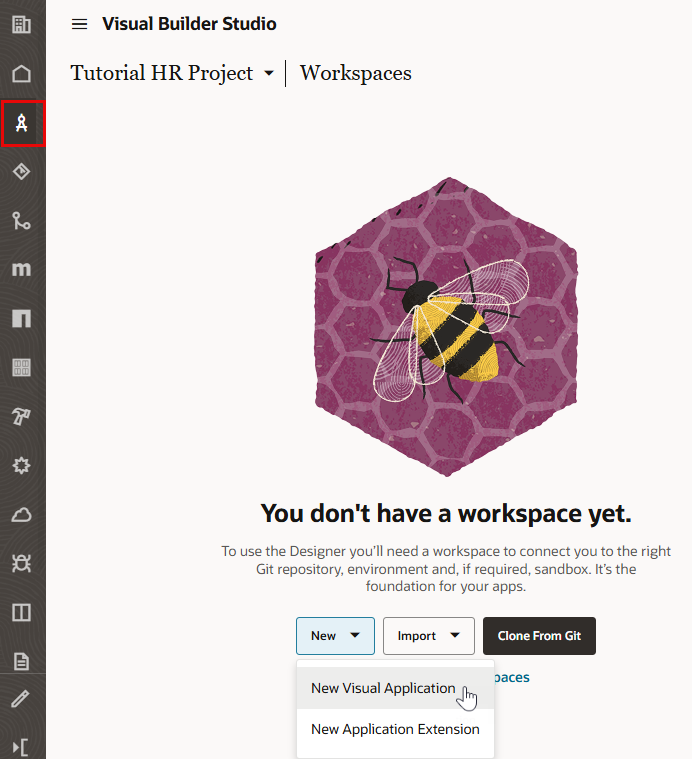 Visual Builder Studio
Tutorial HR Project
Workspaces
You don't have a workspace yet.
To use the Designer you'll need a workspace to connect you to the right
Git repository, environment and, if required, sandbox. It's the
foundation for your apps.
New
Import
Clone From Git
paces
New Visual Application
New Application Extension